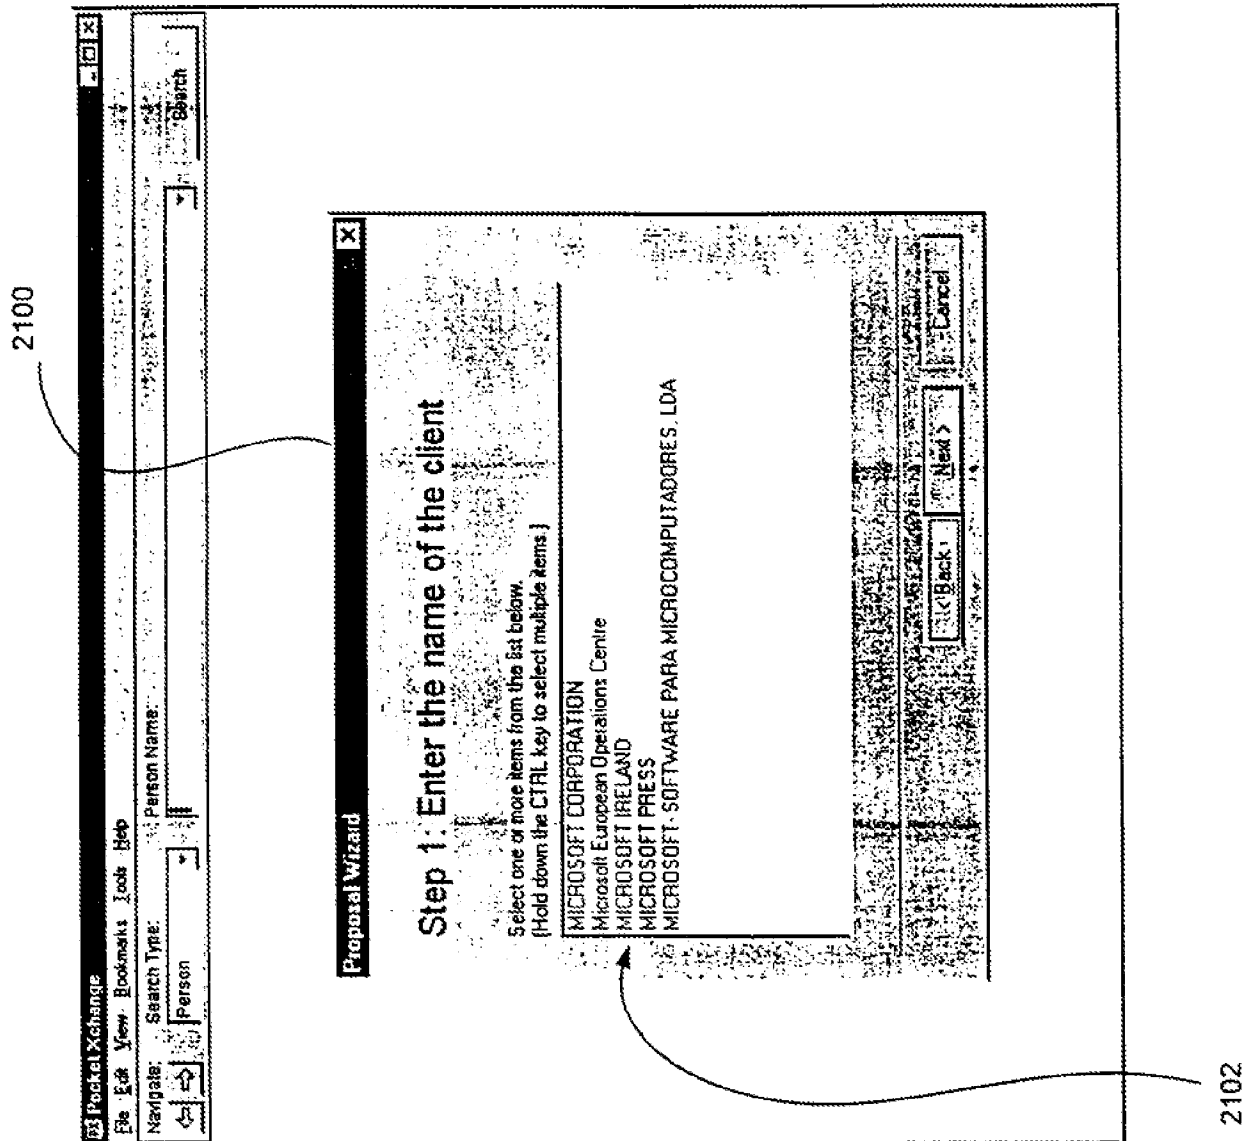 2100
Pocket Xchange
File Edit View Bookmarks Tools Help
Navigate: Search Type: Person Name:
Person Search
Proposal Wizard
Step 1: Enter the name of the client
Select one or more items from the list below.
(Hold down the CTRL key to select multiple items.)
MICROSOFT CORPORATION
Microsoft European Operations Centre
MICROSOFT IRELAND
MICROSOFT PRESS
MICROSOFT- SOFTWARE PARA MICROCOMPUTADORES, LDA
< Back Next > Cancel
2102